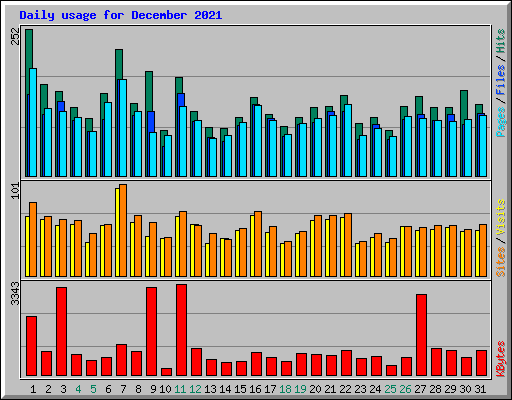 Daily usage for December 2021
252
Pages / Files / Hits
101
Sites / Visits
3343
KBytes
1 2 3 4 5 6 7 8 9 10 11 12 13 14 15 16 17 18 19 20 21 22 23 24 25 26 27 28 29 30 31